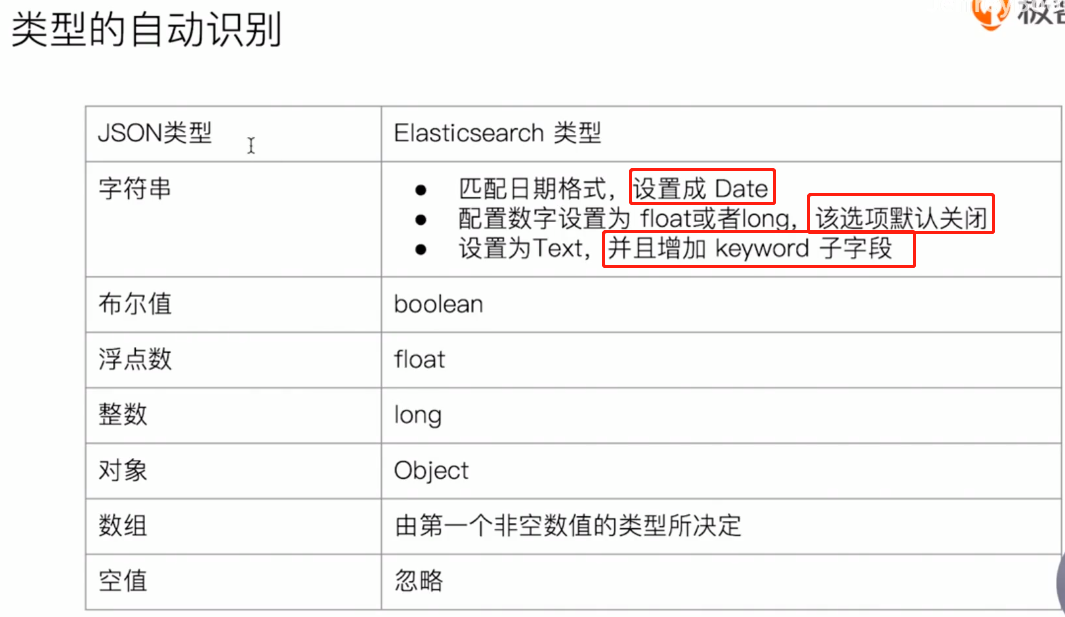 类型的自动识别
JSON类型
Elasticsearch 类型
字符串
● 匹配日期格式，设置成 Date
● 配置数字设置为 float或者long，该选项默认关闭
● 设置为Text，并且增加 keyword 子字段
布尔值
boolean
浮点数
float
整数
long
对象
Object
数组
由第一个非空数值的类型所决定
空值
忽略